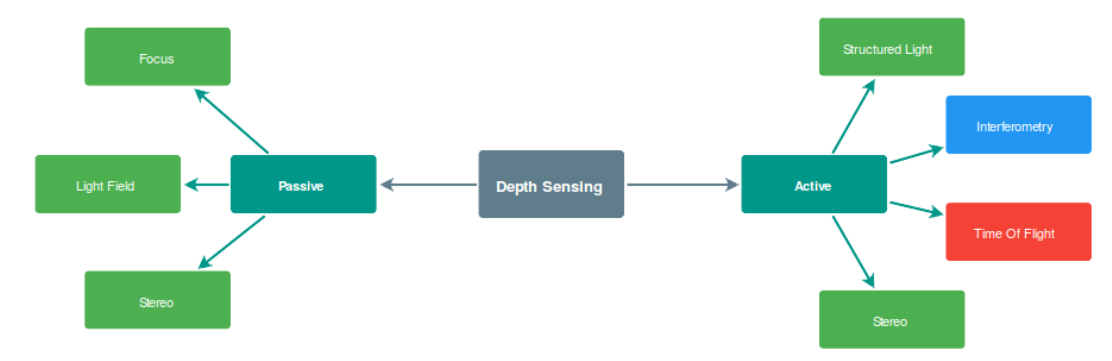 Focus
Structured Light
Interferometry
Light Field
Passive
Depth Sensing
Active
Time Of Flight
Stereo
Stereo